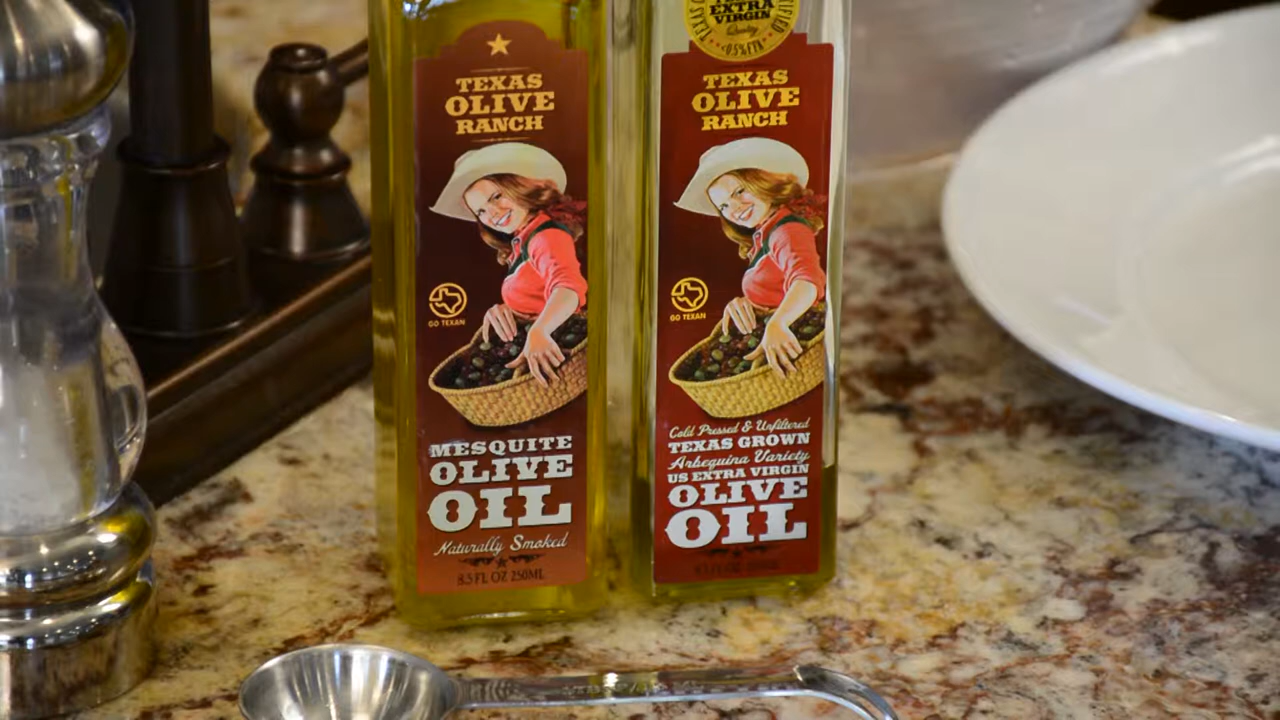 TEXAS
OLIVE
RANCH
GO TEXAN
MESQUITE
OLIVE
OIL
Naturally Smoked
8.5 FL OZ 250ML
EXTRA
VIRGIN
Quality
TEXAS
OLIVE
RANCH
GO TEXAN
Cold Pressed & Unfiltered
TEXAS GROWN
Arbequina Variety
US EXTRA VIRGIN
OLIVE
OIL